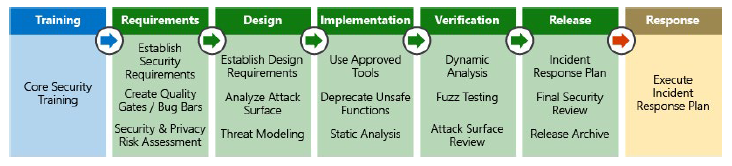 Training
Core Security
Training
Requirements
Establish
Security
Requirements
Create Quality
Gates / Bug Bars
Security & Privacy
Risk Assessment
Design
Establish Design
Requirements
Analyze Attack
Surface
Threat Modeling
Implementation
Use Approved
Tools
Deprecate Unsafe
Functions
Static Analysis
Verification
Dynamic
Analysis
Fuzz Testing
Attack Surface
Review
Release
Incident
Response Plan
Final Security
Review
Release Archive
Response
Execute
Incident
Response Plan